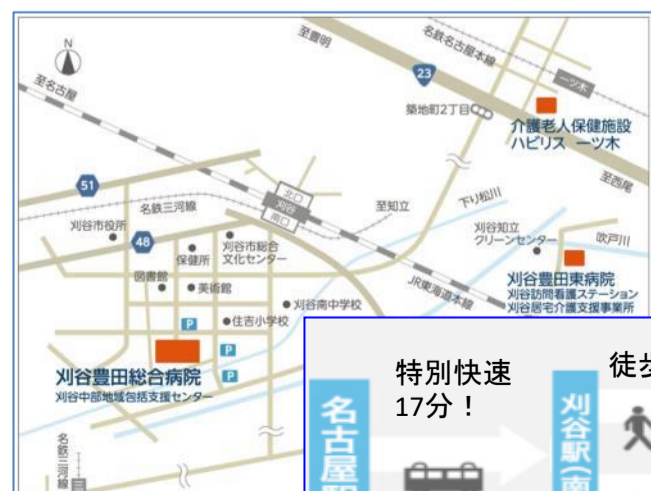 N
至豊明
名鉄名古屋本線
一ツ木
23
至名古屋
築地町2丁目
介護老人保健施設
ハビリス 一ツ木
至西尾
51
名鉄三河線
北口
刈谷
南口
至知立
下り松川
刈谷市役所
48
保健所
刈谷市総合
文化センター
刈谷知立
クリーンセンター
吹戸川
図書館
美術館
JR東海道本線
刈谷豊田東病院
刈谷訪問看護ステーション
刈谷居宅介護支援事業所
刈谷南中学校
P
住吉小学校
P
刈谷豊田総合病院
刈谷中部地域包括支援センター
P
名鉄三河線
特別快速
17分!
徒歩
名古屋駅
刈谷駅(南